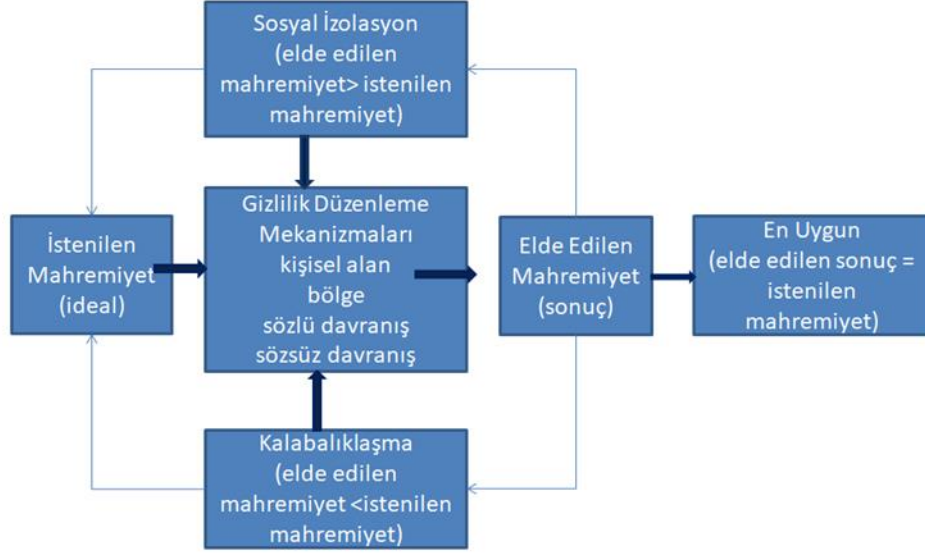 Sosyal İzolasyon
(elde edilen
mahremiyet> istenilen
mahremiyet)
İstenilen
Mahremiyet
(ideal)
Gizlilik Düzenleme
Mekanizmaları
kişisel alan
bölge
sözlü davranış
sözsüz davranış
Elde Edilen
Mahremiyet
(sonuç)
En Uygun
(elde edilen sonuç =
istenilen
mahremiyet)
Kalabalıklaşma
(elde edilen
mahremiyet <istenilen
mahremiyet)